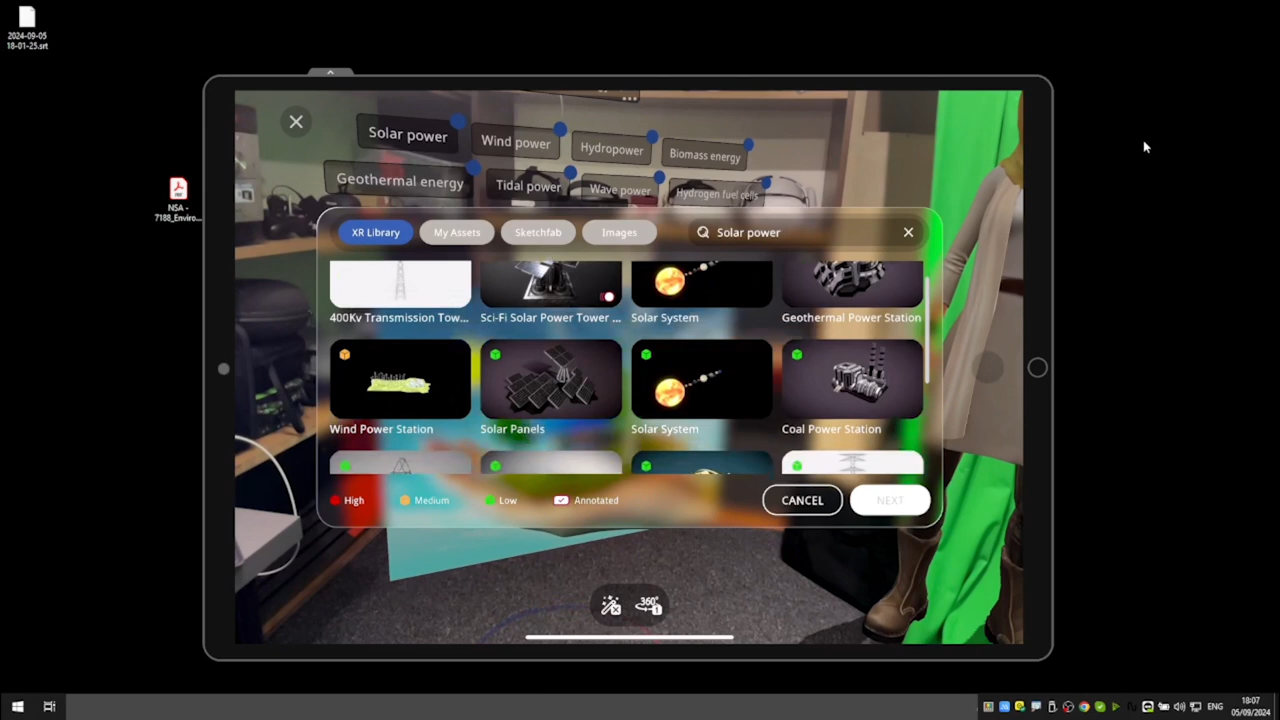 2024-09-05
18-01-25.srt
NSA -
7188_Enviro...
Solar power
Wind power
Hydropower
Biomass energy
Geothermal energy
Tidal power
Wave power
Hydrogen fuel cells
XR Library
My Assets
Sketchfab
Images
Solar power
400Kv Transmission Tow...
Sci-Fi Solar Power Tower ...
Solar System
Geothermal Power Station
Wind Power Station
Solar Panels
Solar System
Coal Power Station
High
Medium
Low
Annotated
CANCEL
NEXT
360°
ENG
18:07
05/09/2024